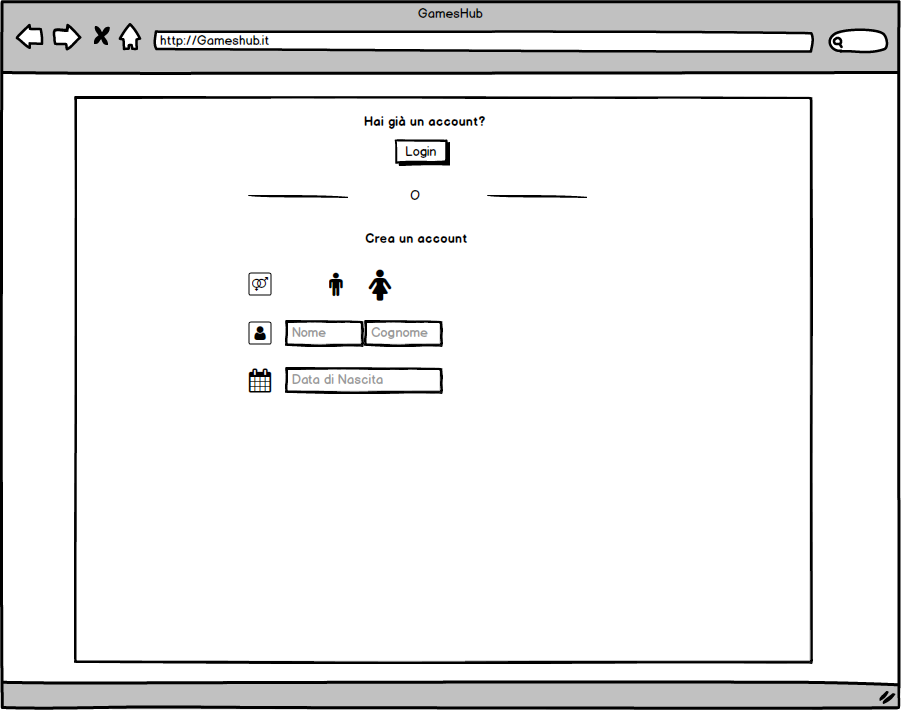 GamesHub
http://Gameshub.it
Hai già un account?
Login
O
Crea un account
Nome Cognome
Data di Nascita